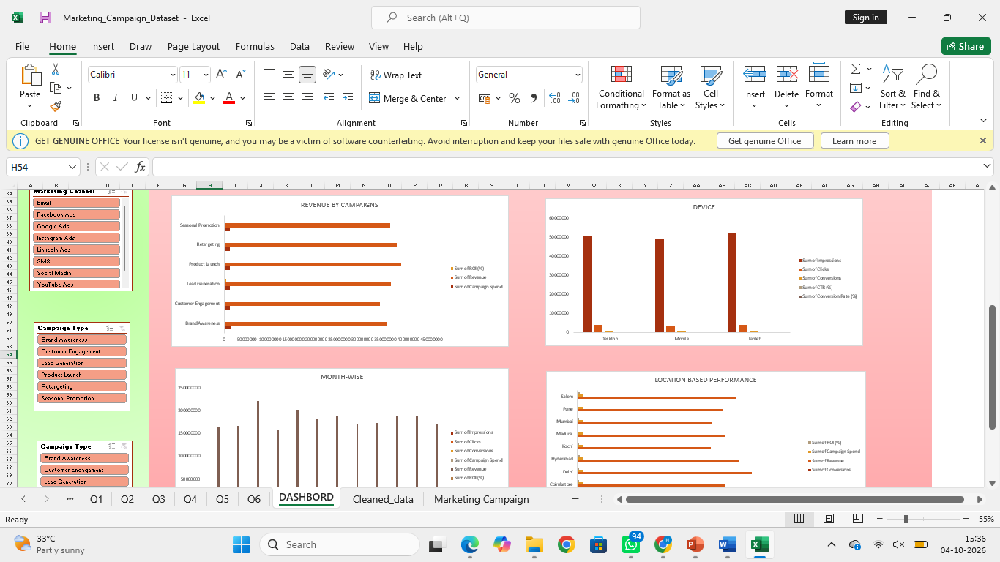 Marketing_Campaign_Dataset - Excel
Search (Alt+Q)
Sign in
File Home Insert Draw Page Layout Formulas Data Review View Help
Share
Paste
Calibri
11
Wrap Text
Merge & Center
General
Conditional Formatting
Format as Table
Cell Styles
Insert
Delete
Format
Sort & Filter
Find & Select
Clipboard
Font
Alignment
Number
Styles
Cells
Editing
GET GENUINE OFFICE Your license isn't genuine, and you may be a victim of software counterfeiting. Avoid interruption and keep your files safe with genuine Office today.
Get genuine Office
Learn more
H54
fx
A B C D E F G H I J K L M N O P Q R S T U V W X Y Z AA AB AC AD AE AF AG AH AI AJ AK AL
34
35
36
37
38
39
40
41
42
43
44
45
46
47
48
49
50
51
52
53
54
55
56
57
58
59
60
61
62
63
64
65
66
67
68
69
70
Marketing Channel
Email
Facebook Ads
Google Ads
Instagram Ads
LinkedIn Ads
SMS
Social Media
YouTube Ads
Campaign Type
Brand Awareness
Customer Engagement
Lead Generation
Product Launch
Retargeting
Seasonal Promotion
Campaign Type
Brand Awareness
Customer Engagement
Lead Generation
REVENUE BY CAMPAIGNS
Seasonal Promotion
Retargeting
Product Launch
Lead Generation
Customer Engagement
Brand Awareness
0 50000000 100000000 150000000 200000000 250000000 300000000 350000000 400000000 450000000
Sum of ROI (%)
Sum of Revenue
Sum of Campaign Spend
DEVICE
60000000
50000000
40000000
30000000
20000000
10000000
0
Desktop Mobile Tablet
Sum of Impressions
Sum of Clicks
Sum of Conversions
Sum of CTR (%)
Sum of Conversion Rate (%)
MONTH-WISE
250000000
200000000
150000000
100000000
50000000
Sum of Impressions
Sum of Clicks
Sum of Conversions
Sum of Campaign Spend
Sum of Revenue
Sum of ROI (%)
LOCATION BASED PERFORMANCE
Salem
Pune
Mumbai
Madurai
Kochi
Hyderabad
Delhi
Coimbatore
Sum of ROI (%)
Sum of Campaign Spend
Sum of Revenue
Sum of Conversions
Q1 Q2 Q3 Q4 Q5 Q6 DASHBORD Cleaned_data Marketing Campaign
Ready
55%
33°C
Partly sunny
Search
94
15:36
04-10-2026